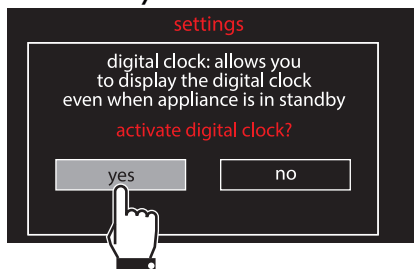 settings
digital clock: allows you
to display the digital clock
even when appliance is in standby
activate digital clock?
yes
no